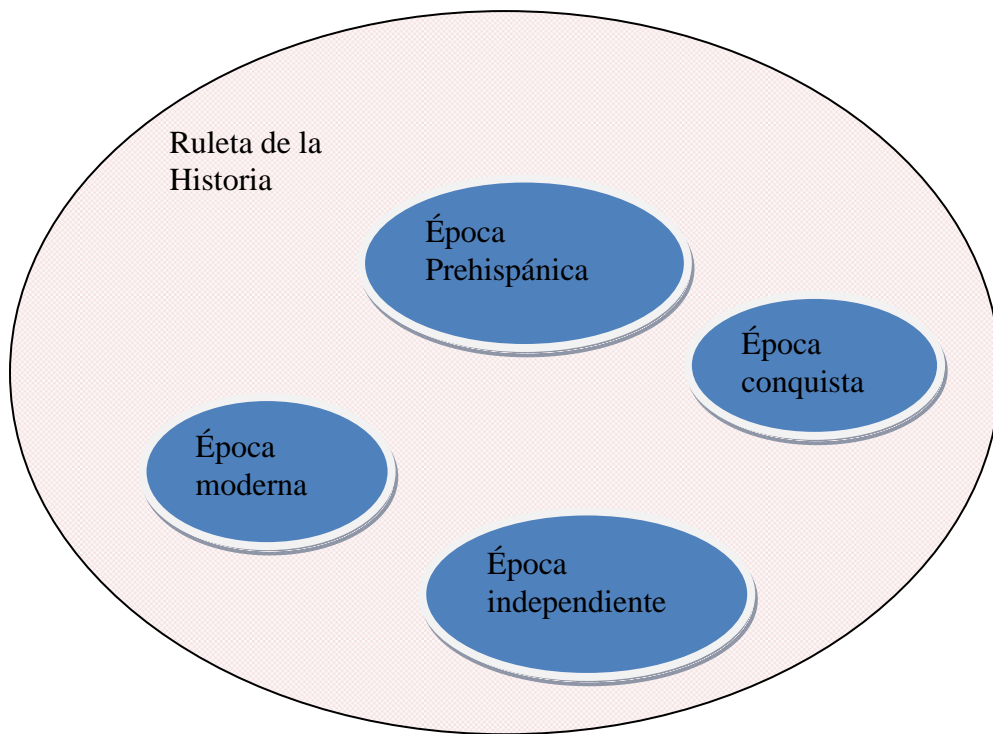 Ruleta de la
Historia
Época
Prehispánica
Época
conquista
Época
moderna
Época
independiente